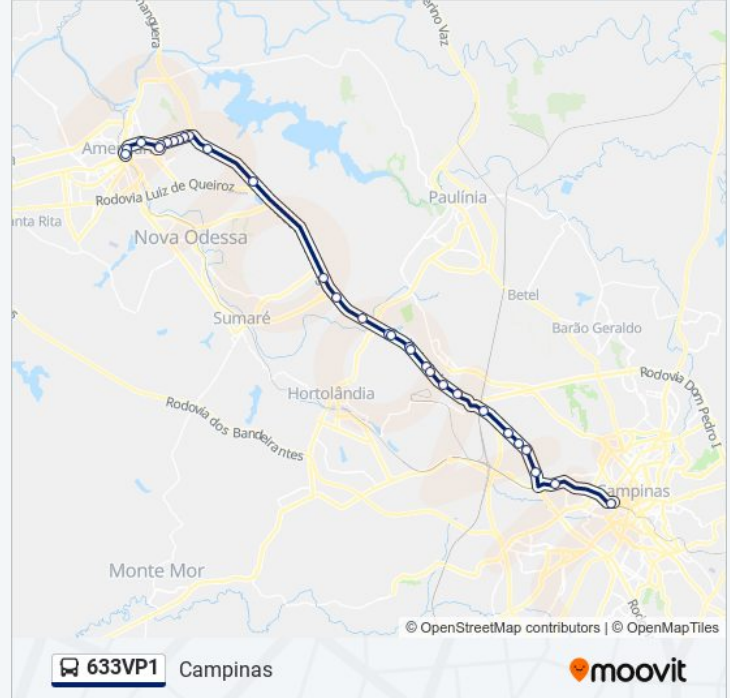 Paulínia
Rodovia Luiz de Queiroz
Nova Odessa
Betel
Sumaré
Barão Geraldo
Rodovia Dom Pedro I
Hortolândia
Rodovia dos Bandeirantes
Campinas
Monte Mor
© OpenStreetMap contributors | © OpenMapTiles
633VP1 Campinas
moovit